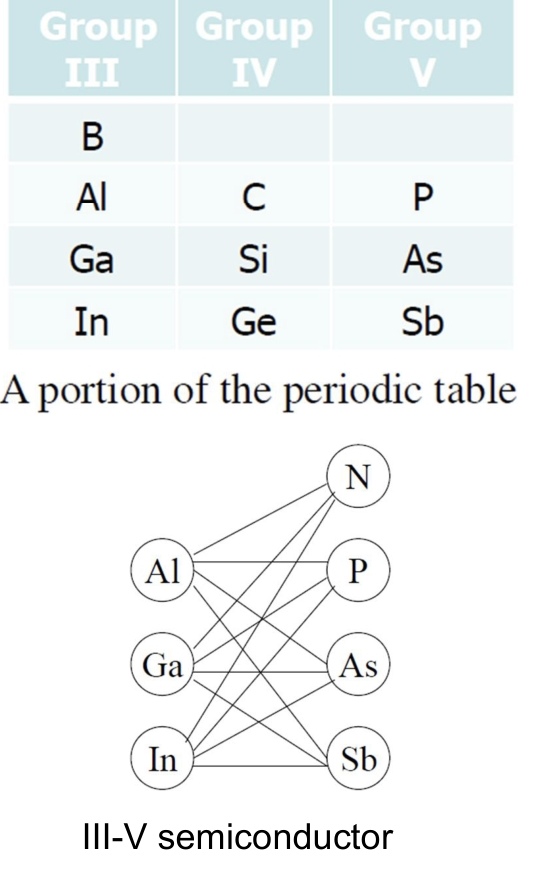 Group Group Group
III IV V
B
Al C P
Ga Si As
In Ge Sb
A portion of the periodic table
N
Al P
Ga As
In Sb
III-V semiconductor